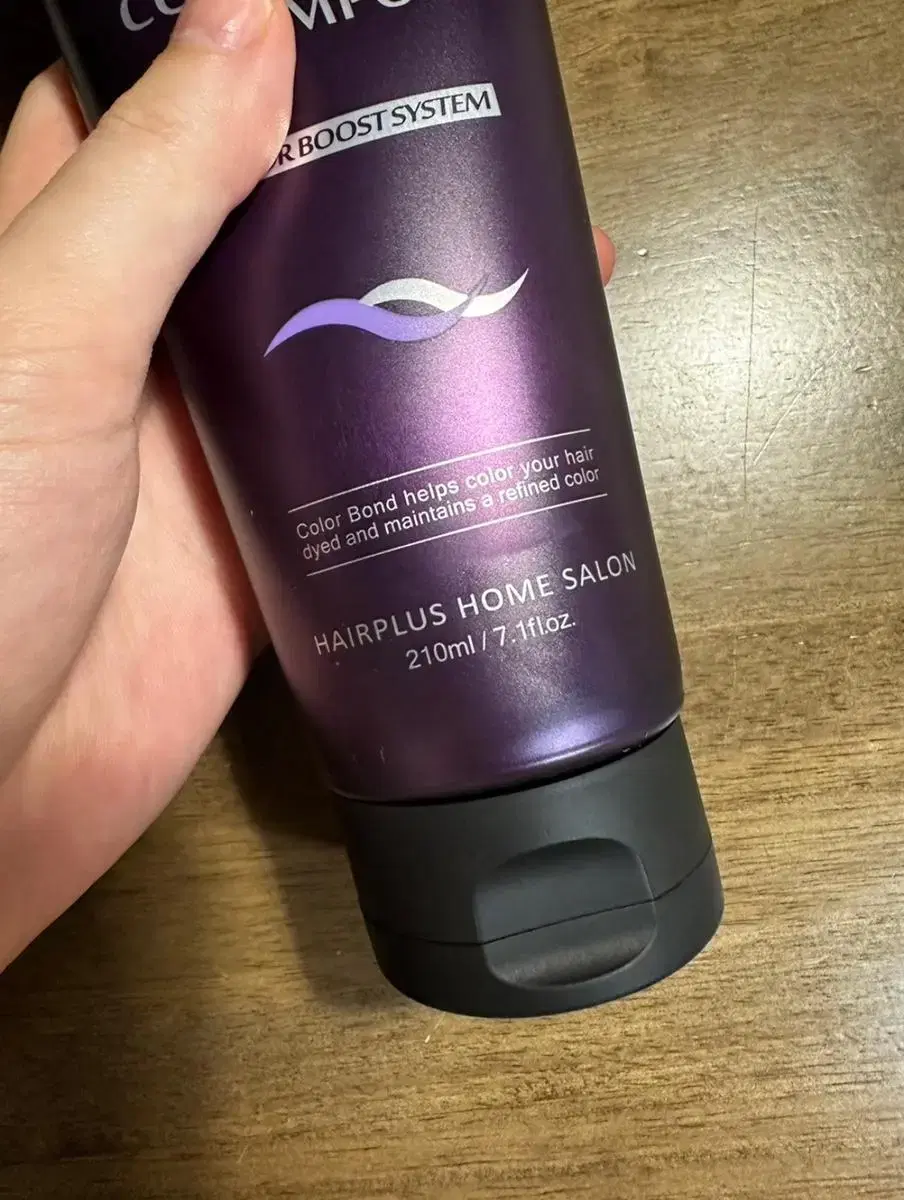 BOOST SYSTEM
Color Bond helps color your hair
dyed and maintains a refined color
HAIRPLUS HOME SALON
210ml / 7.1fl.oz.